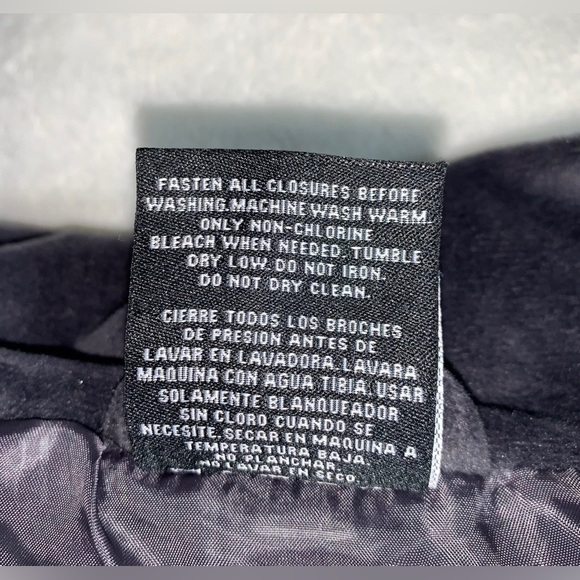 FASTEN ALL CLOSURES BEFORE
WASHING. MACHINE WASH WARM.
ONLY NON-CHLORINE
BLEACH WHEN NEEDED. TUMBLE
DRY LOW. DO NOT IRON.
DO NOT DRY CLEAN.
CIERRE TODOS LOS BROCHES
DE PRESION ANTES DE
LAVAR EN LAVADORA. LAVARA
MAQUINA CON AGUA TIBIA. USAR
SOLAMENTE BLANQUEADOR
SIN CLORO CUANDO SE
NECESITE. SECAR EN MAQUINA A
TEMPERATURA BAJA.
NO PLANCHAR.
NO LAVAR EN SECO.